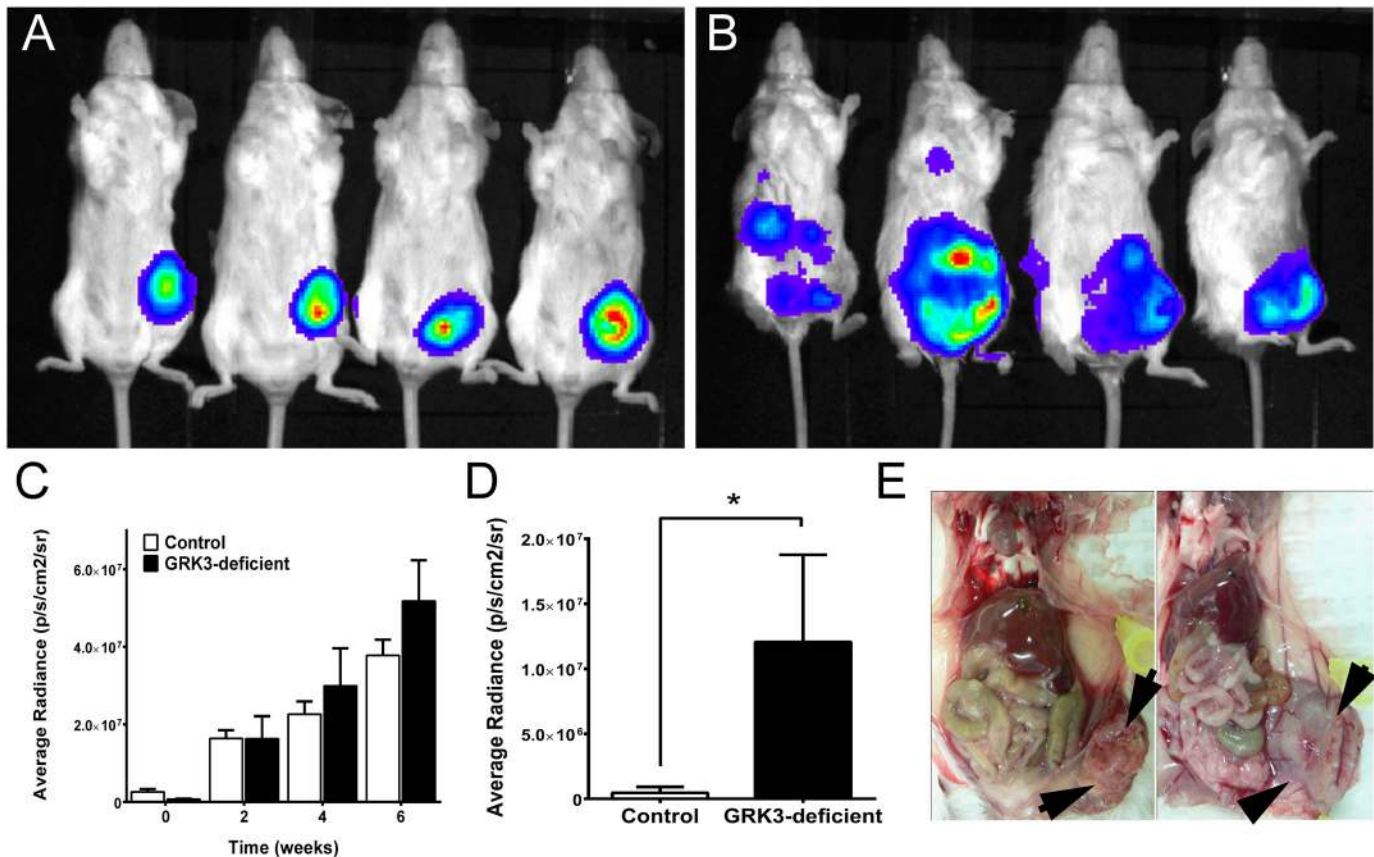 A
B
C
Control
GRK3-deficient
6.0×10⁷
4.0×10⁷
2.0×10⁷
0
0 2 4 6
Time (weeks)
Average Radiance (p/s/cm2/sr)
D
*
2.0×10⁷
1.5×10⁷
1.0×10⁷
5.0×10⁶
0
Control GRK3-deficient
Average Radiance (p/s/cm2/sr)
E